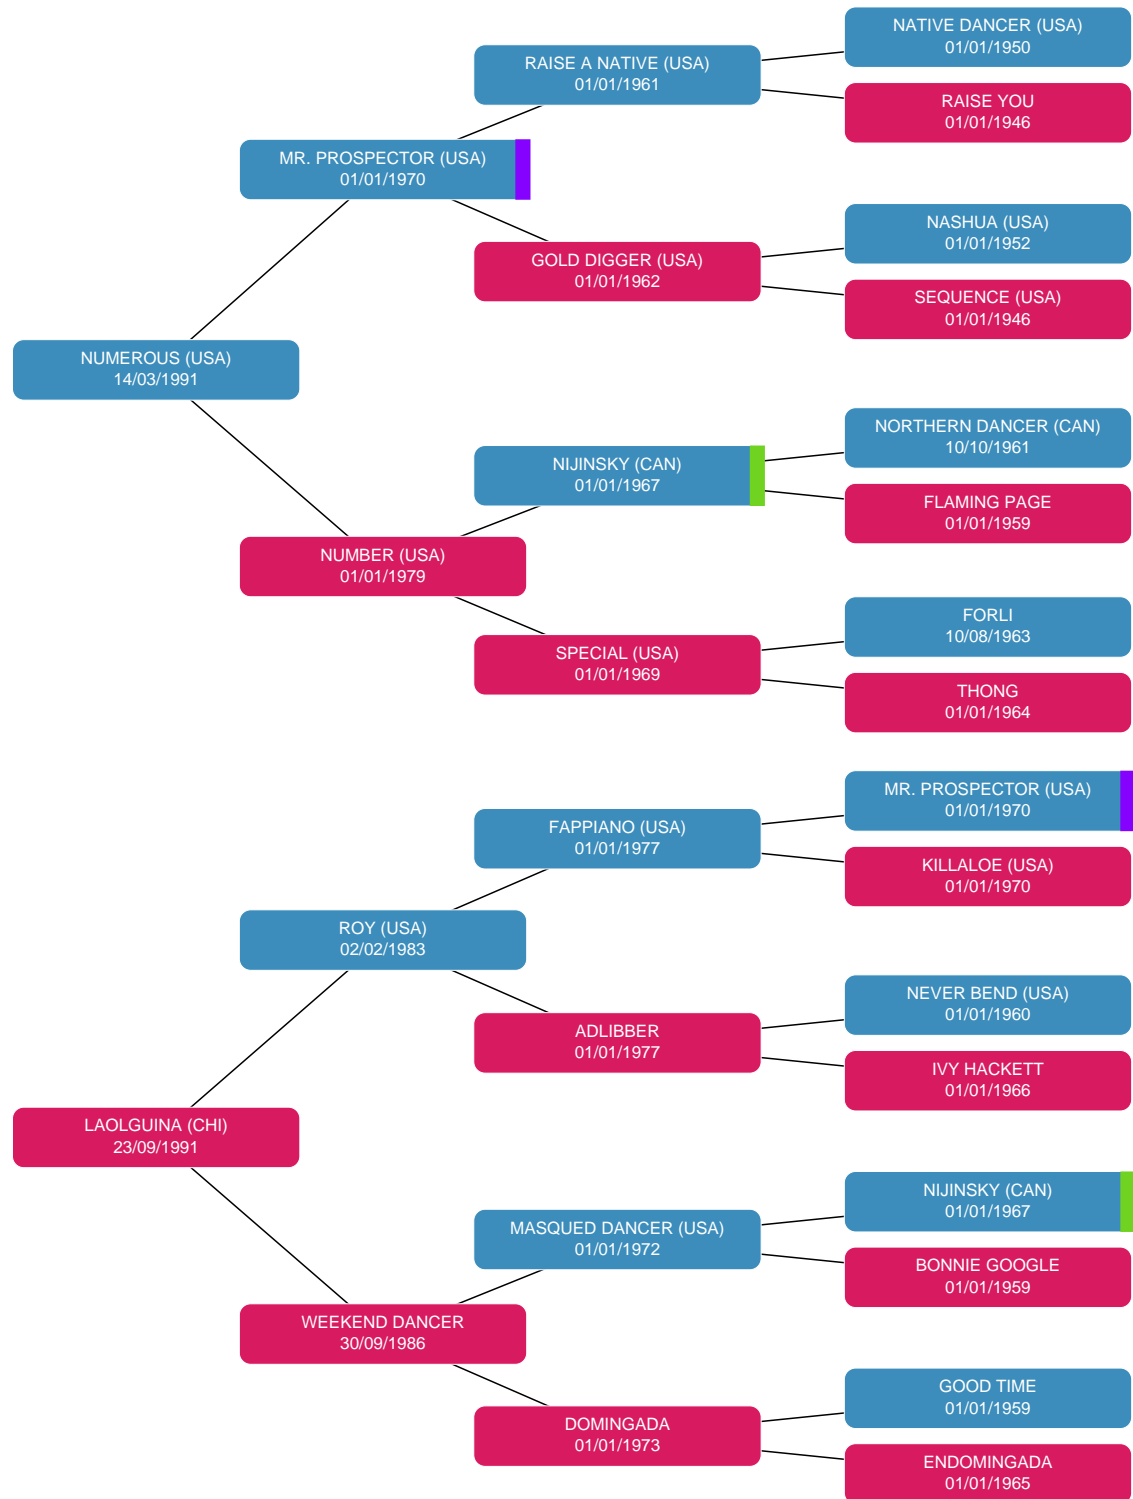 NATIVE DANCER (USA)
01/01/1950
RAISE A NATIVE (USA)
01/01/1961
RAISE YOU
01/01/1946
MR. PROSPECTOR (USA)
01/01/1970
NASHUA (USA)
01/01/1952
GOLD DIGGER (USA)
01/01/1962
SEQUENCE (USA)
01/01/1946
NUMEROUS (USA)
14/03/1991
NORTHERN DANCER (CAN)
10/10/1961
NIJINSKY (CAN)
01/01/1967
FLAMING PAGE
01/01/1959
NUMBER (USA)
01/01/1979
FORLI
10/08/1963
SPECIAL (USA)
01/01/1969
THONG
01/01/1964
MR. PROSPECTOR (USA)
01/01/1970
FAPPIANO (USA)
01/01/1977
KILLALOE (USA)
01/01/1970
ROY (USA)
02/02/1983
NEVER BEND (USA)
01/01/1960
ADLIBBER
01/01/1977
IVY HACKETT
01/01/1966
LAOLGUINA (CHI)
23/09/1991
NIJINSKY (CAN)
01/01/1967
MASQUED DANCER (USA)
01/01/1972
BONNIE GOOGLE
01/01/1959
WEEKEND DANCER
30/09/1986
GOOD TIME
01/01/1959
DOMINGADA
01/01/1973
ENDOMINGADA
01/01/1965